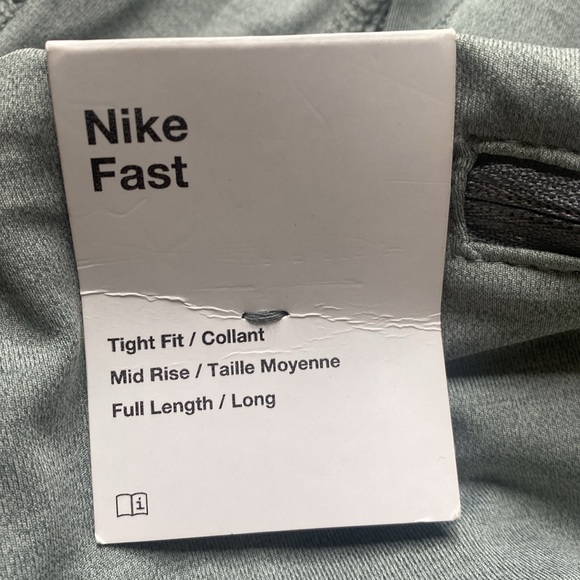 Nike
Fast
Tight Fit / Collant
Mid Rise / Taille Moyenne
Full Length / Long
i